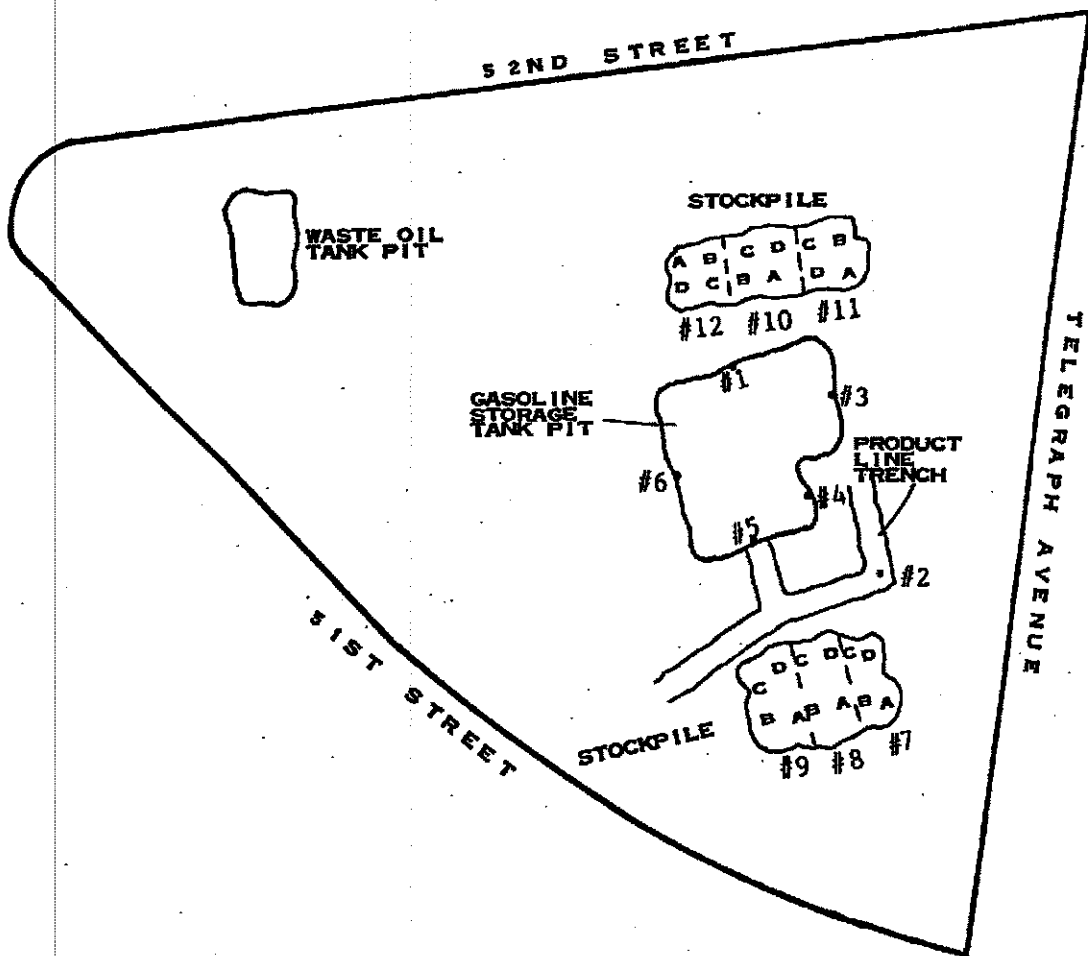 52ND STREET
STOCKPILE
WASTE OIL
TANK PIT
A B C D C B
D C B A D A
#12 #10 #11
#1
GASOLINE
STORAGE
TANK PIT
#3
PRODUCT
LINE
TRENCH
#6
#4
#5
#2
TELEGRAPH AVENUE
51ST STREET
C D C D C D
B A B A B A
STOCKPILE
#9 #8 #7